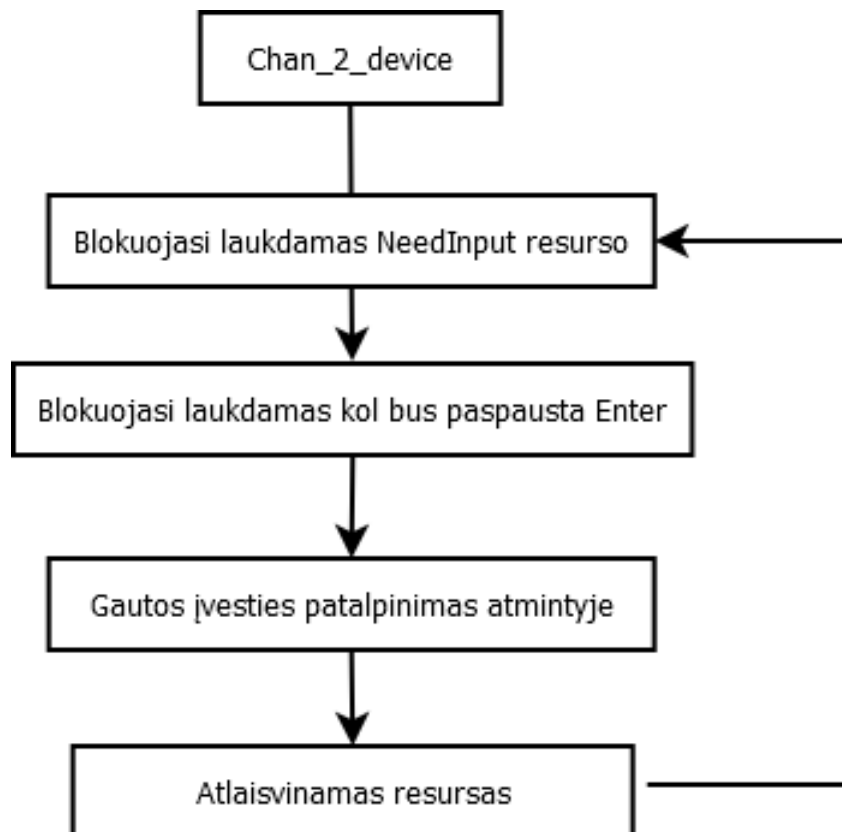 Chan_2_device
Blokuojasi laukdamas NeedInput resurso
Blokuojasi laukdamas kol bus paspausta Enter
Gautos įvesties patalpinimas atmintyje
Atlaisvinamas resursas